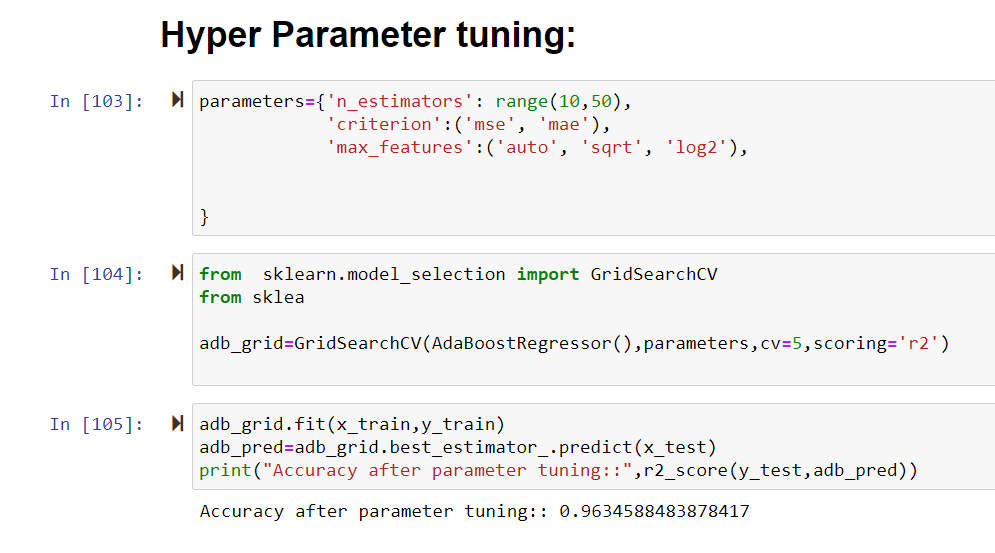 Hyper Parameter tuning:
In [103]: parameters={'n_estimators': range(10,50),
'criterion':('mse', 'mae'),
'max_features':('auto', 'sqrt', 'log2'),
}
In [104]: from  sklearn.model_selection import GridSearchCV
from sklea
adb_grid=GridSearchCV(AdaBoostRegressor(),parameters,cv=5,scoring='r2')
In [105]: adb_grid.fit(x_train,y_train)
adb_pred=adb_grid.best_estimator_.predict(x_test)
print("Accuracy after parameter tuning::",r2_score(y_test,adb_pred))
Accuracy after parameter tuning:: 0.9634588483878417